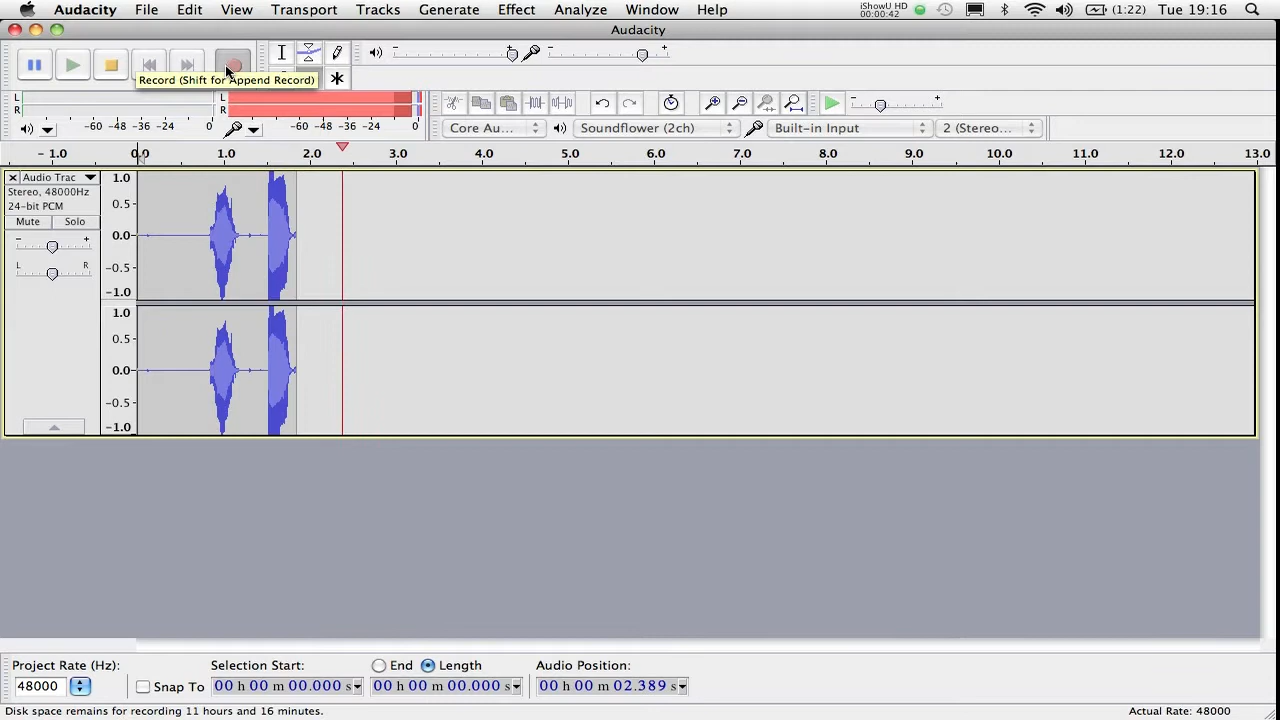 Audacity File Edit View Transport Tracks Generate Effect Analyze Window Help iShowU HD 00:00:42 (1:22) Tue 19:16
Audacity
Record (Shift for Append Record)
L L
R R
-60 -48 -36 -24 0 -60 -48 -36 -24 0
Core Au... Soundflower (2ch) Built-in Input 2 (Stereo...
-1.0 0.0 1.0 2.0 3.0 4.0 5.0 6.0 7.0 8.0 9.0 10.0 11.0 12.0 13.0
Audio Trac
Stereo, 48000Hz
24-bit PCM
Mute Solo
- +
L R
1.0
0.5
0.0
-0.5
-1.0
1.0
0.5
0.0
-0.5
-1.0
Project Rate (Hz): Selection Start: End Length Audio Position:
48000 Snap To 00 h 00 m 00.000 s 00 h 00 m 00.000 s 00 h 00 m 02.389 s
Disk space remains for recording 11 hours and 16 minutes. Actual Rate: 48000